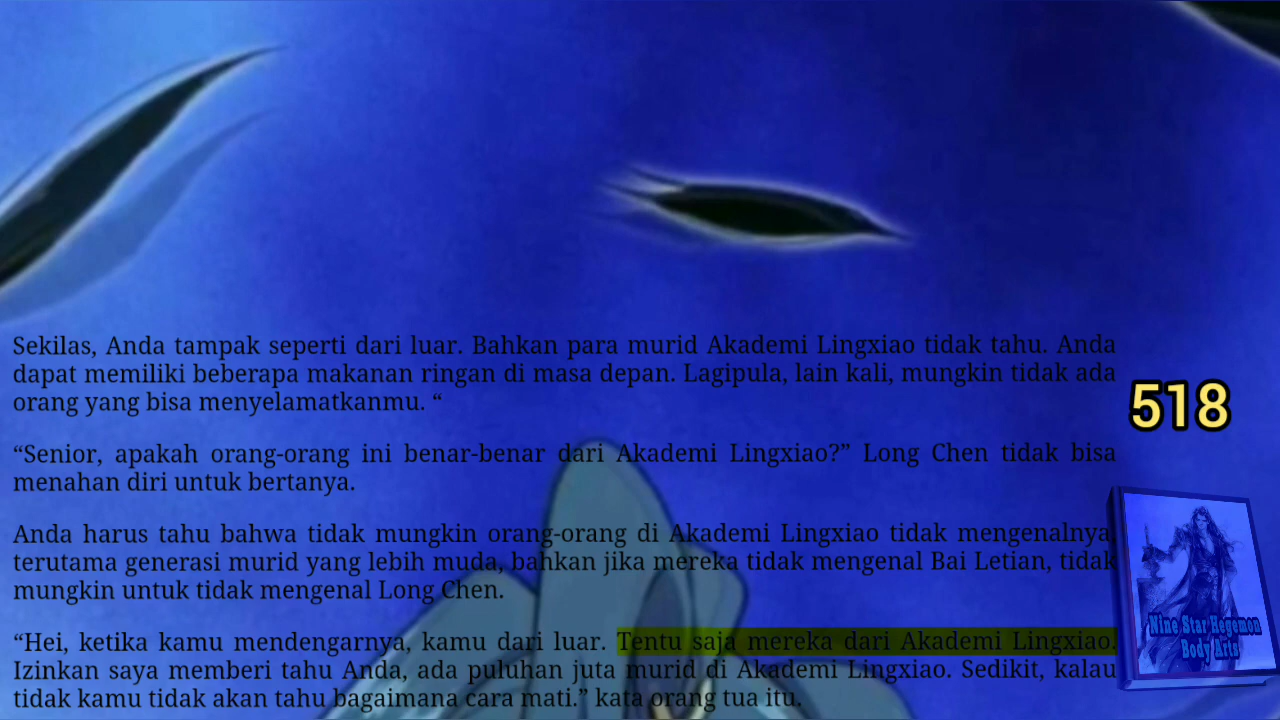 Sekilas, Anda tampak seperti dari luar. Bahkan para murid Akademi Lingxiao tidak tahu. Anda
dapat memiliki beberapa makanan ringan di masa depan. Lagipula, lain kali, mungkin tidak ada
orang yang bisa menyelamatkanmu. “
“Senior, apakah orang-orang ini benar-benar dari Akademi Lingxiao?” Long Chen tidak bisa
menahan diri untuk bertanya.
Anda harus tahu bahwa tidak mungkin orang-orang di Akademi Lingxiao tidak mengenalnya,
terutama generasi murid yang lebih muda, bahkan jika mereka tidak mengenal Bai Letian, tidak
mungkin untuk tidak mengenal Long Chen.
“Hei, ketika kamu mendengarnya, kamu dari luar. Tentu saja mereka dari Akademi Lingxiao.
Izinkan saya memberi tahu Anda, ada puluhan juta murid di Akademi Lingxiao. Sedikit, kalau
tidak kamu tidak akan tahu bagaimana cara mati.” kata orang tua itu.
518
Nine Star Hegemon
Body Arts